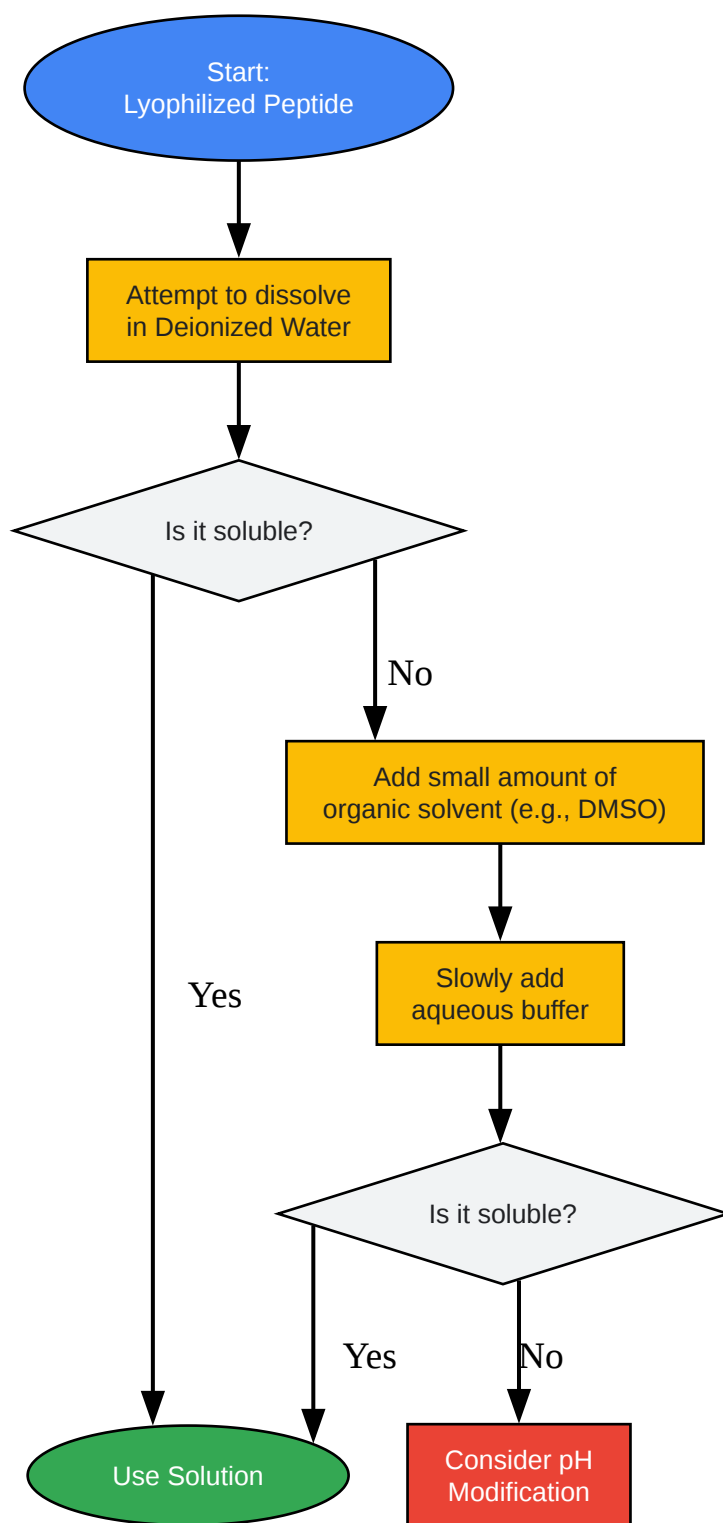 Start:
Lyophilized Peptide
Attempt to dissolve
in Deionized Water
Is it soluble?
No
Add small amount of
organic solvent (e.g., DMSO)
Slowly add
aqueous buffer
Yes
Is it soluble?
Yes
No
Use Solution
Consider pH
Modification